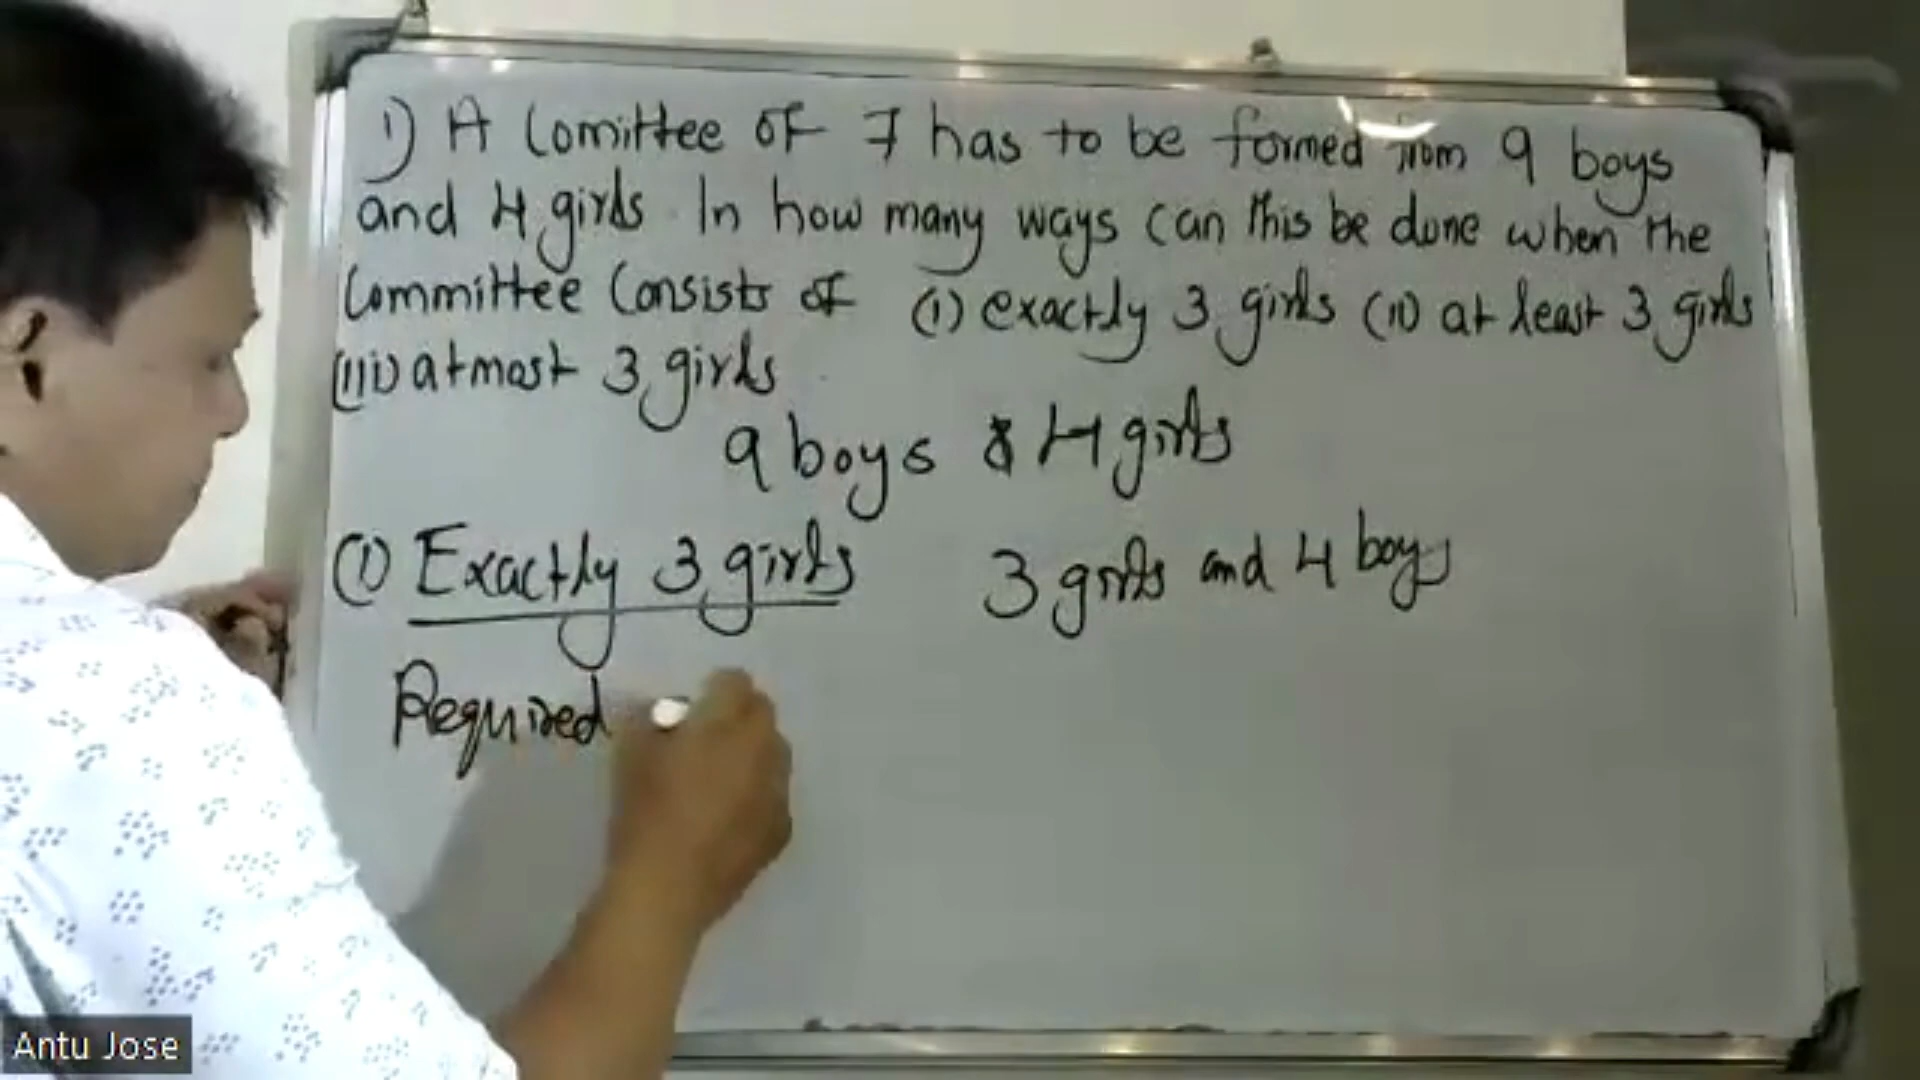 1) A Comittee of 7 has to be formed from 9 boys
and 4 girls. In how many ways can this be done when the
Committee Consists of (i) exactly 3 girls (ii) at least 3 girls
(iii) atmost 3 girls
9 boys & 4 girls
(i) Exactly 3 girls 3 girls and 4 boys
Required
Antu Jose